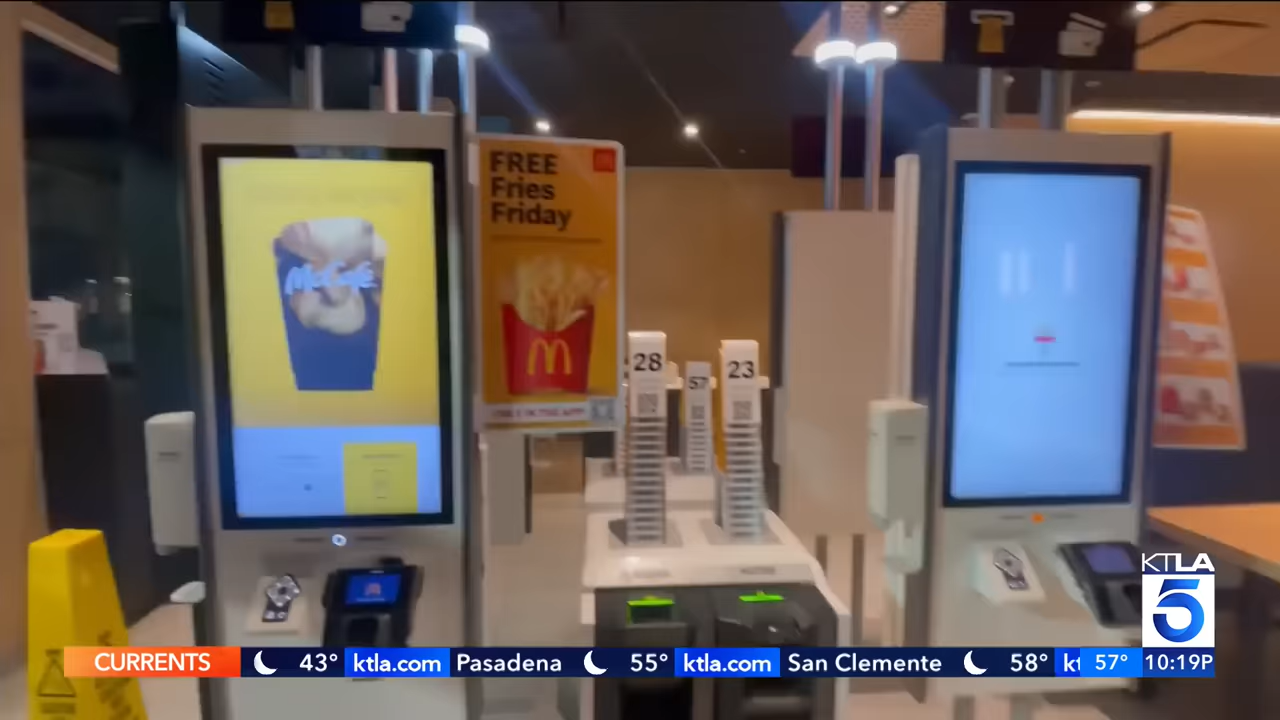 McCafé
FREE
Fries
Friday
28
57
23
KTLA
5
CURRENTS
43° ktla.com Pasadena 55° ktla.com San Clemente 58° kt 57° 10:19P